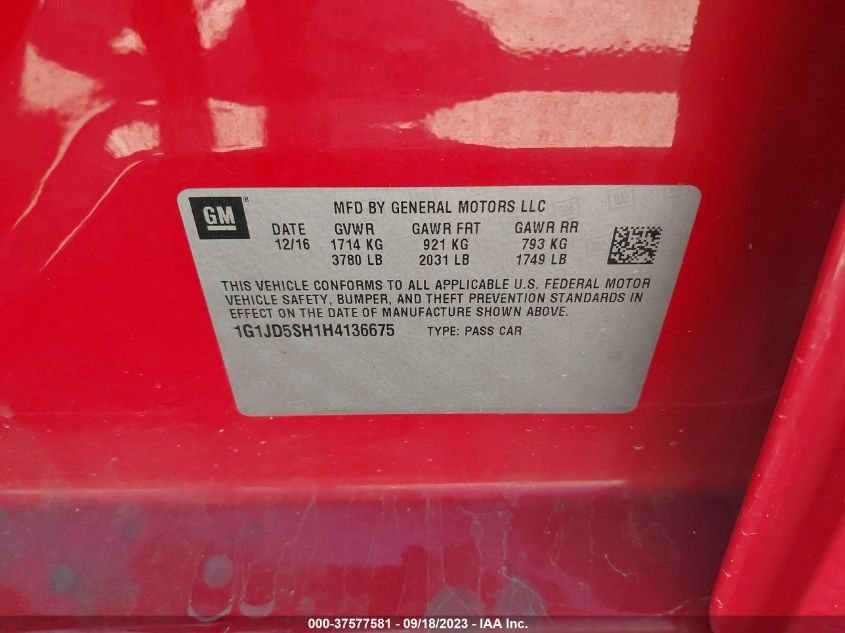 GM ®
MFD BY GENERAL MOTORS LLC
DATE GVWR GAWR FRT GAWR RR
12/16 1714 KG 921 KG 793 KG
3780 LB 2031 LB 1749 LB
THIS VEHICLE CONFORMS TO ALL APPLICABLE U.S. FEDERAL MOTOR
VEHICLE SAFETY, BUMPER, AND THEFT PREVENTION STANDARDS IN
EFFECT ON THE DATE OF MANUFACTURE SHOWN ABOVE.
1G1JD5SH1H4136675 TYPE: PASS CAR
000-37577581 - 09/18/2023 - IAA Inc.